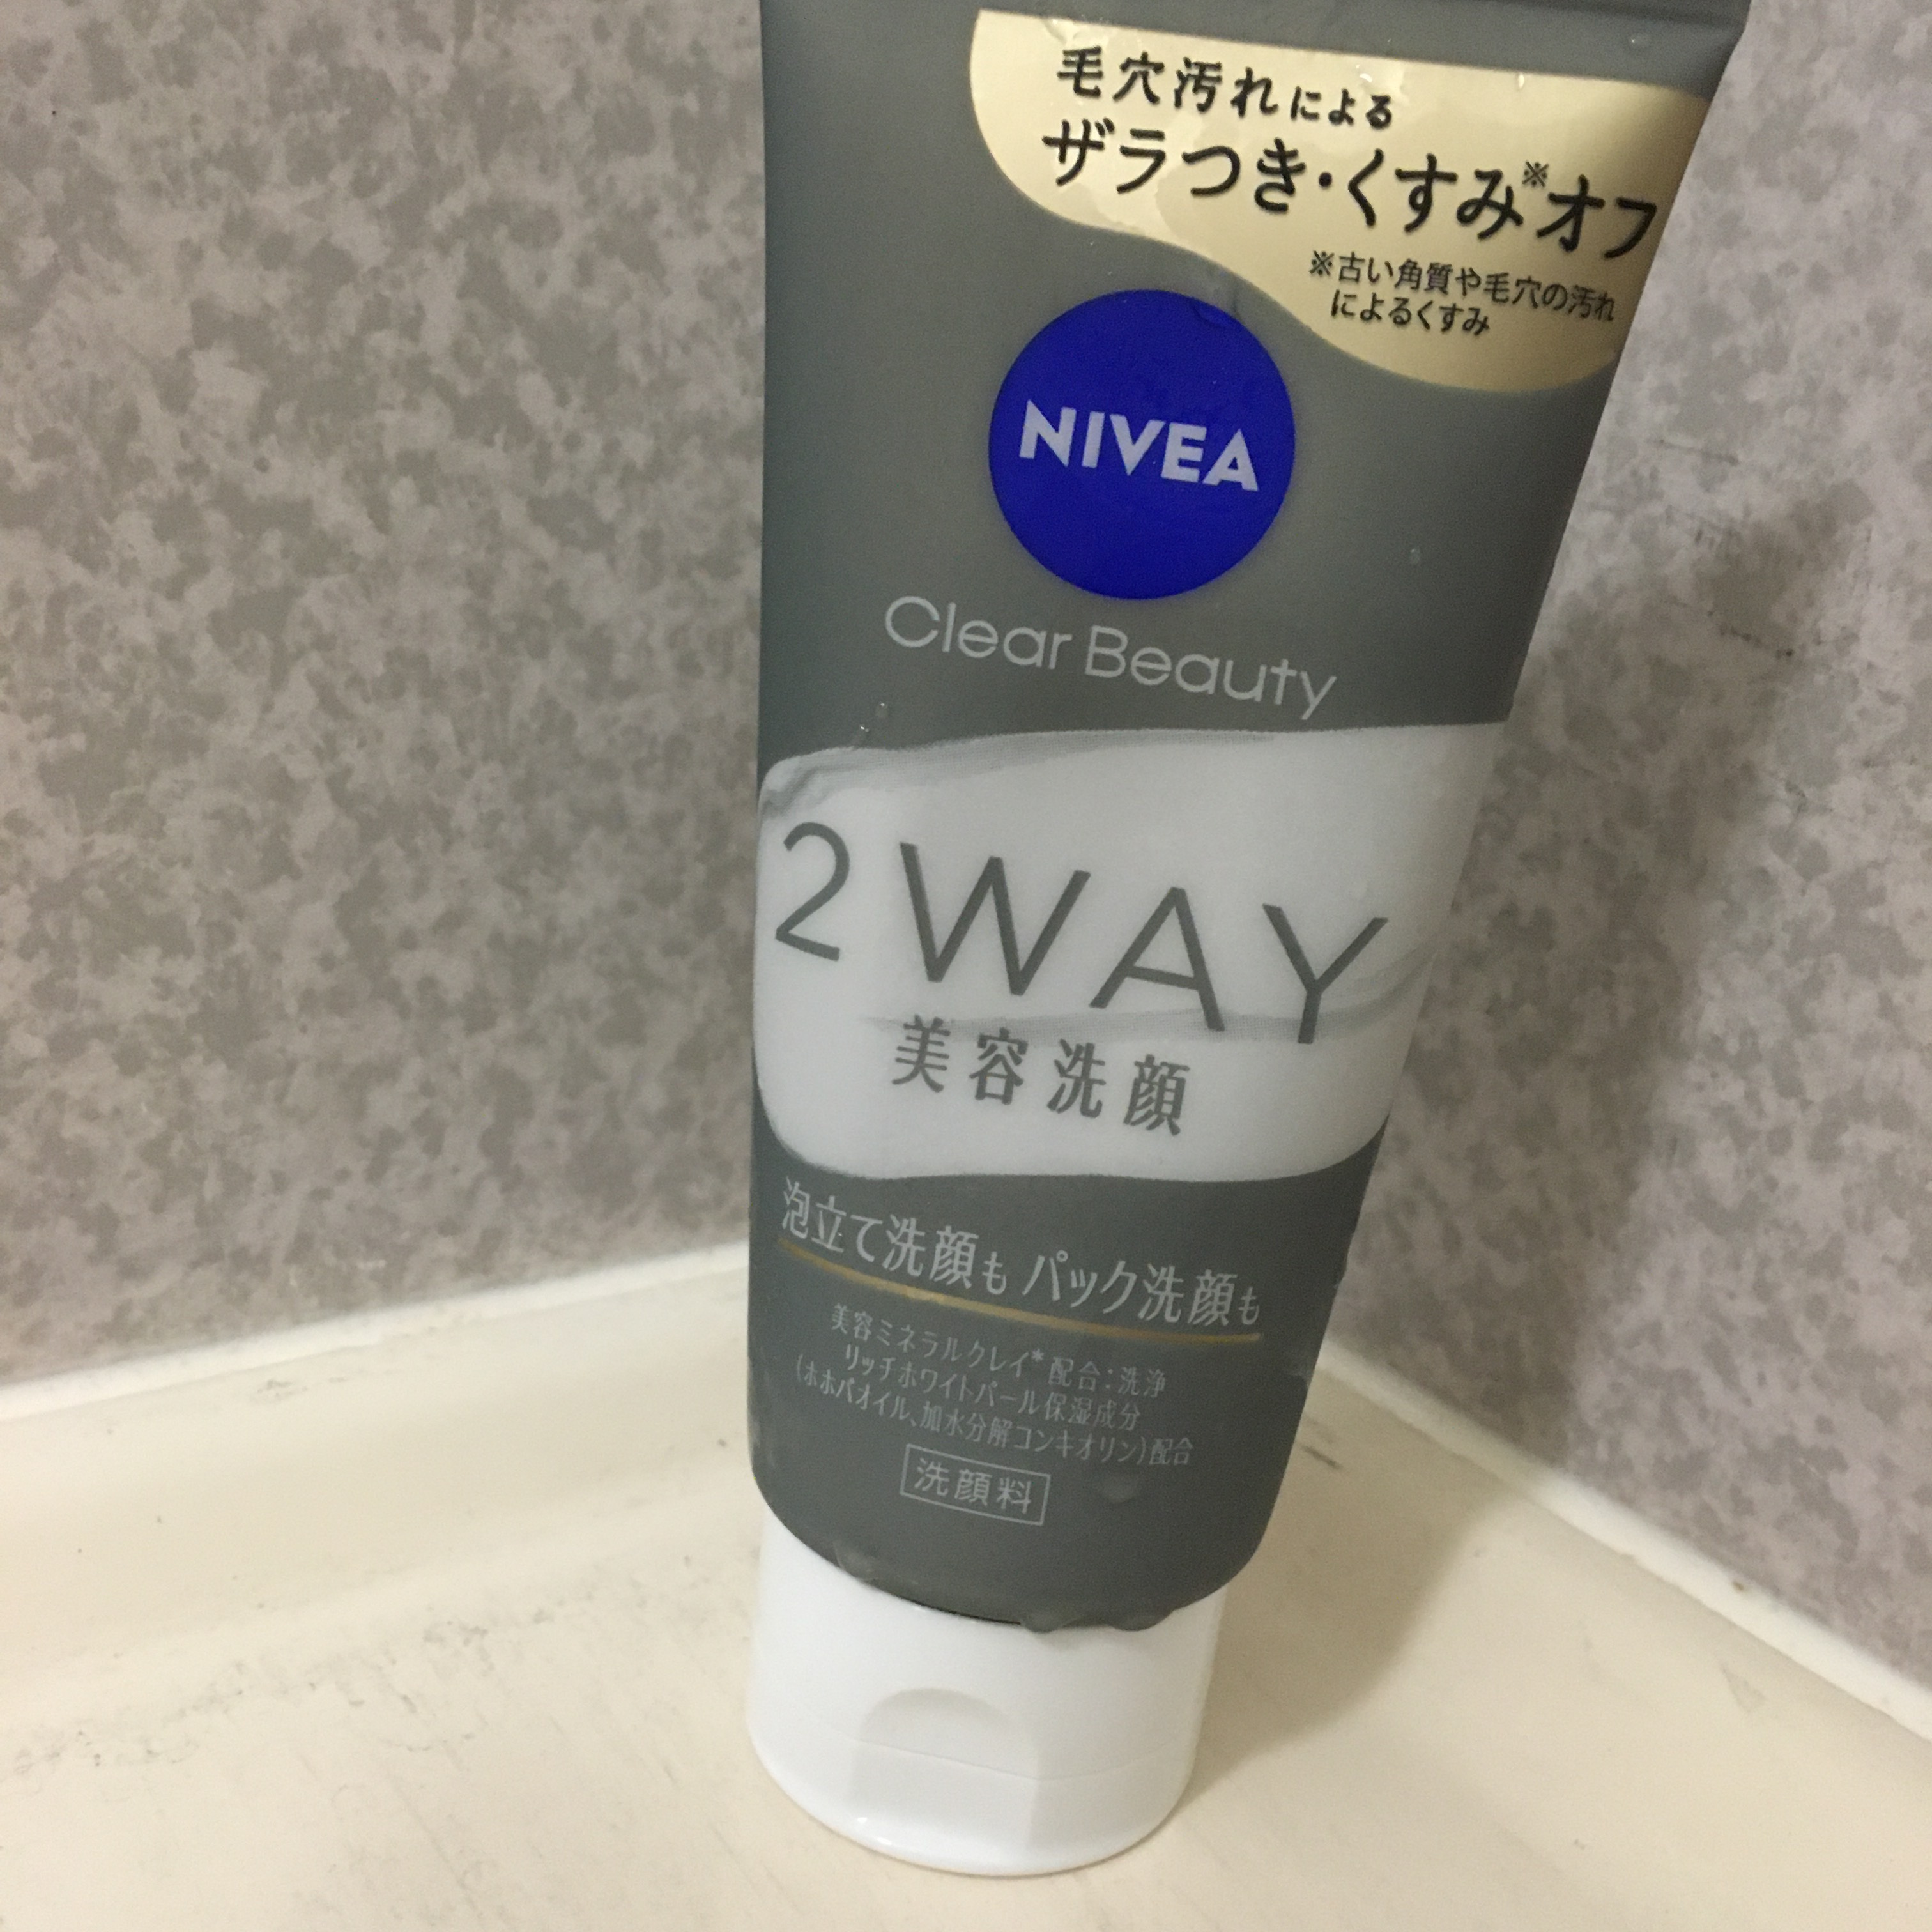 毛穴汚れによる
ザラつき・くすみ※オフ
※古い角質や毛穴の汚れ
によるくすみ
NIVEA
Clear Beauty
2WAY
美容洗顔
泡立て洗顔も パック洗顔も
美容ミネラルクレイ*配合:洗浄
リッチホワイトパール保湿成分
(ホホバオイル、加水分解コンキオリン)配合
洗顔料